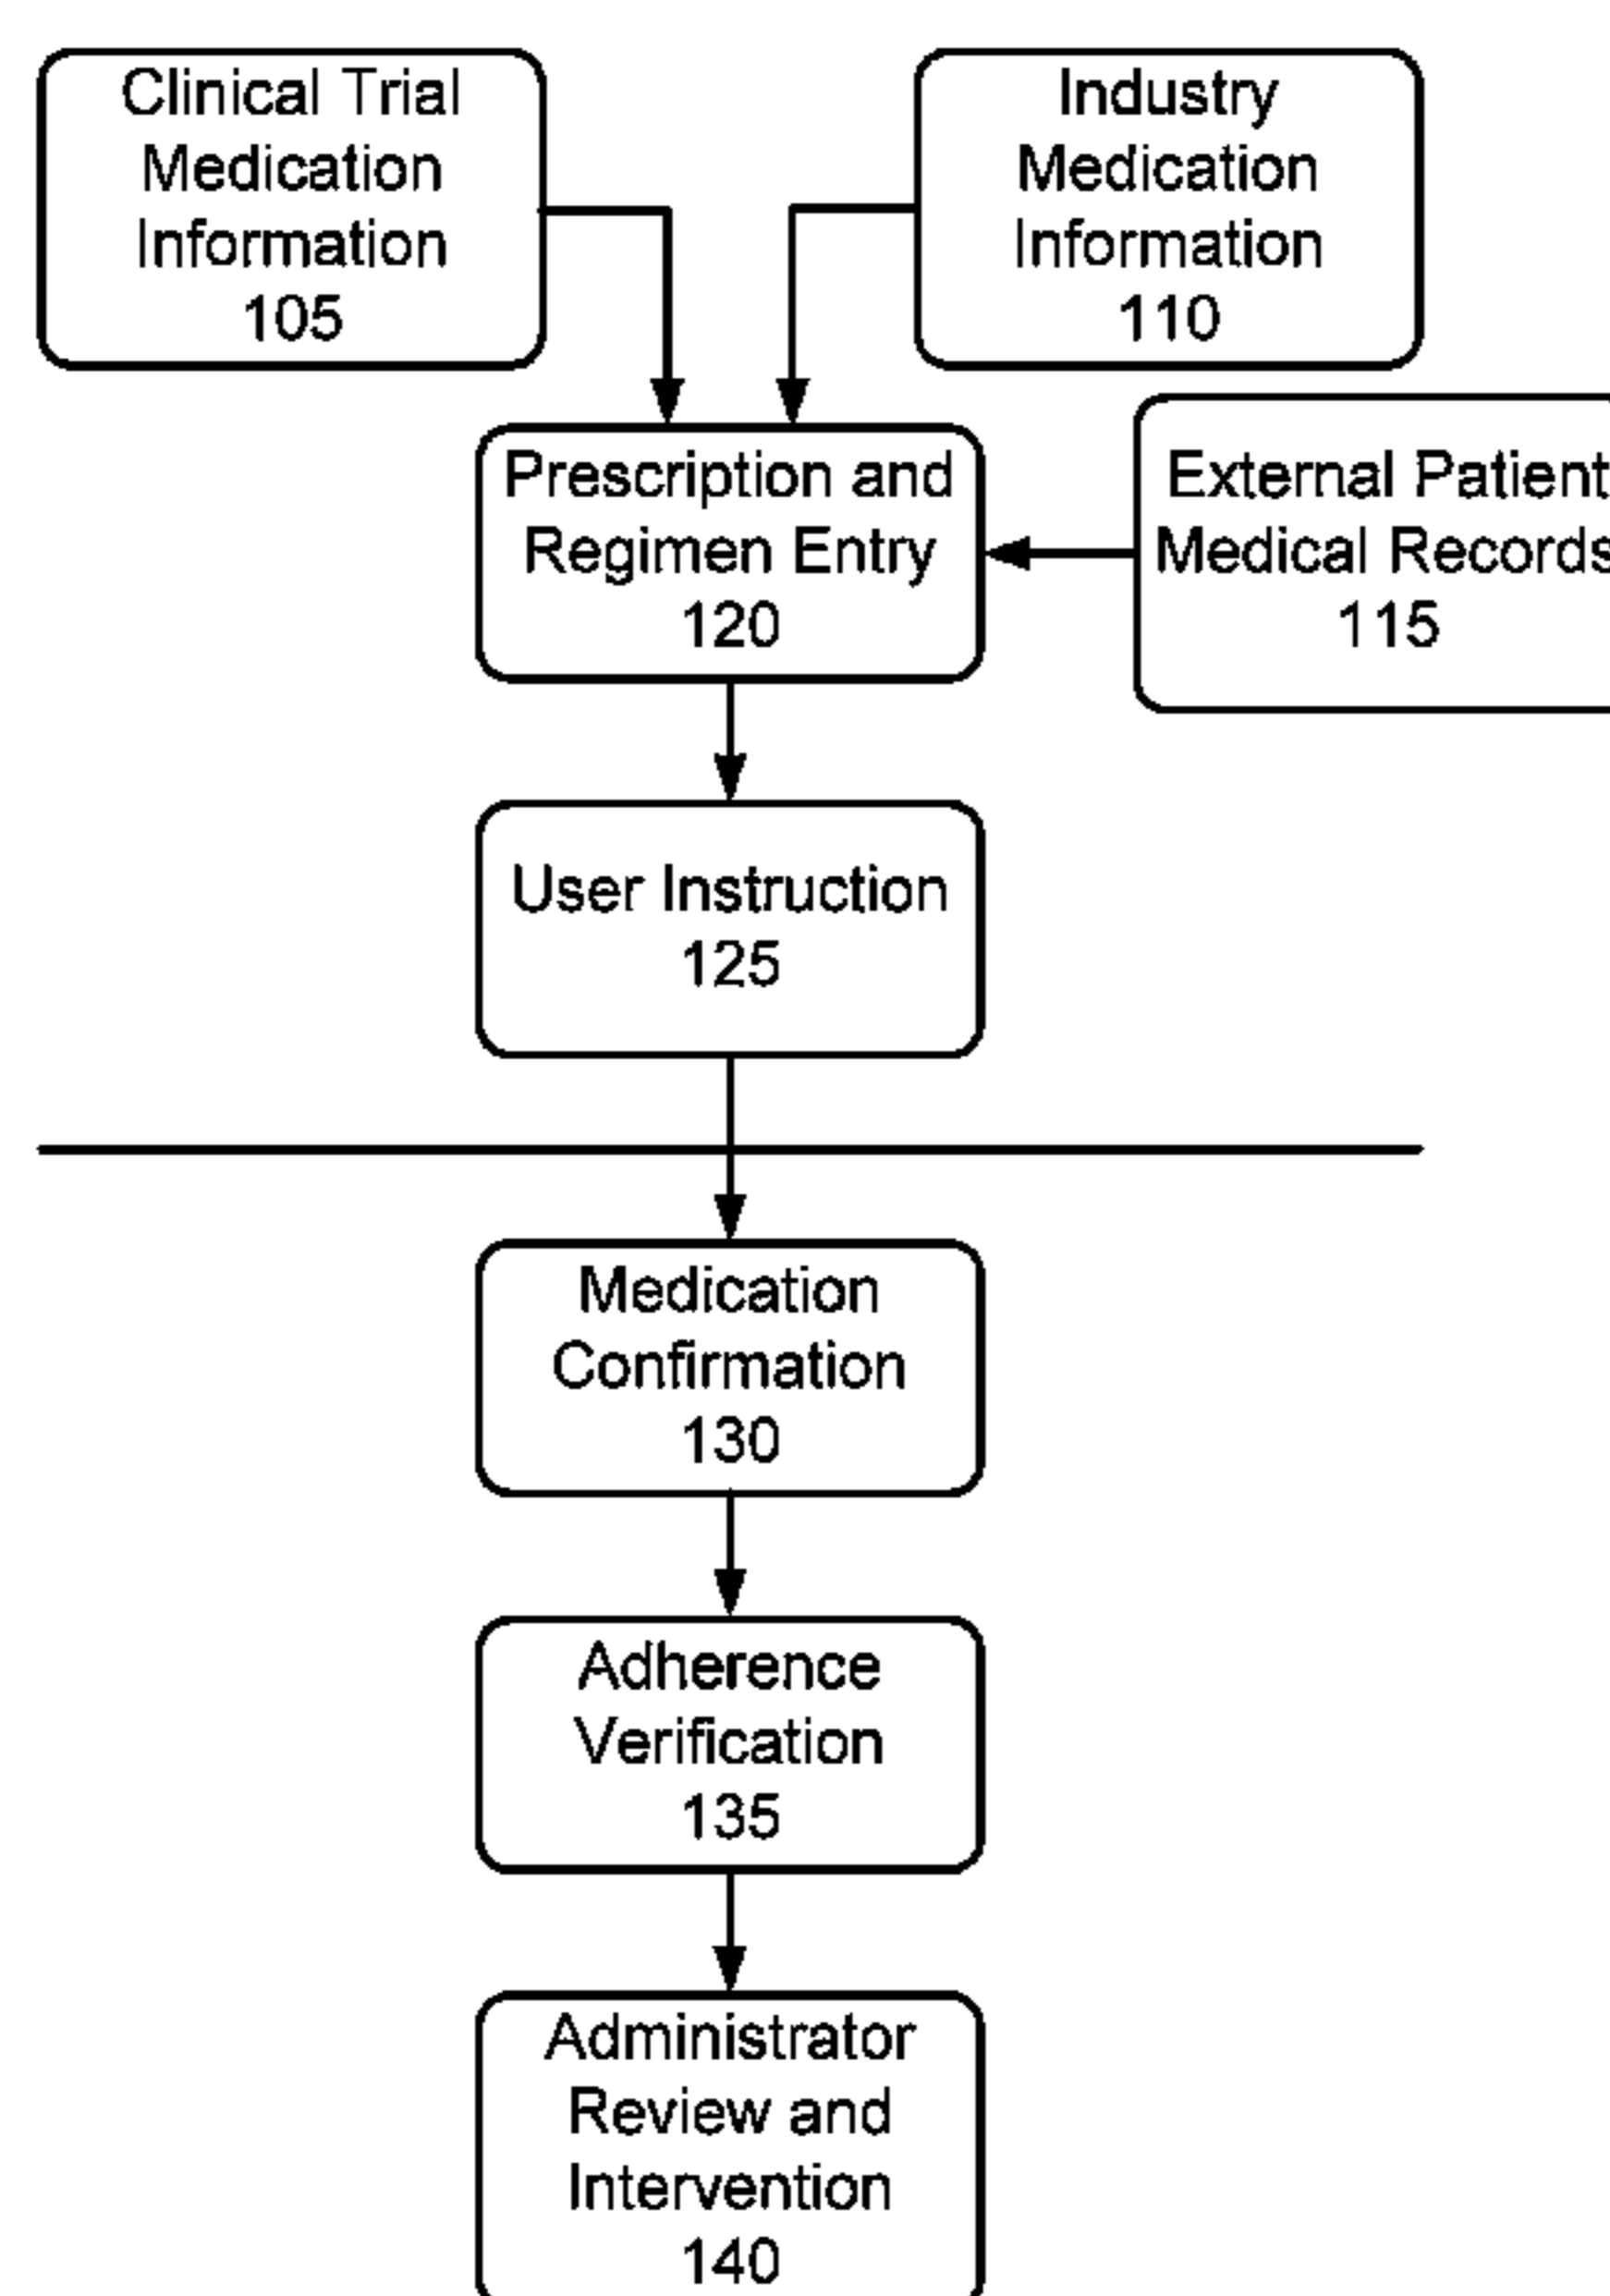 Clinical Trial
Medication
Information
105
Industry
Medication
Information
110
Prescription and
Regimen Entry
120
External Patient
Medical Records
115
User Instruction
125
Medication
Confirmation
130
Adherence
Verification
135
Administrator
Review and
Intervention
140